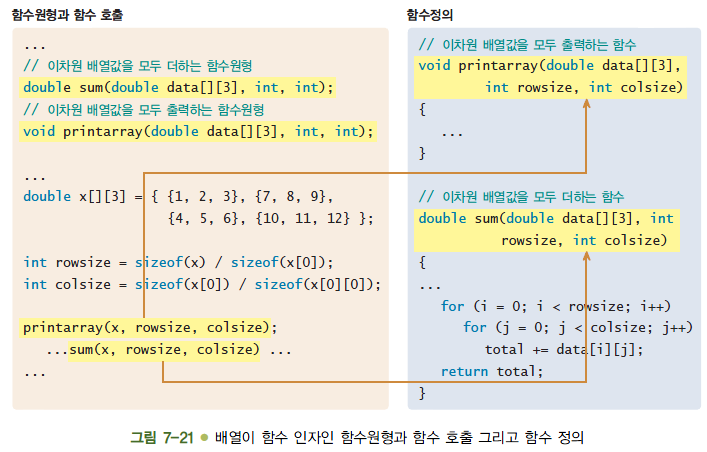 함수원형과 함수 호출
...
// 이차원 배열값을 모두 더하는 함수원형
double sum(double data[][3], int, int);
// 이차원 배열값을 모두 출력하는 함수원형
void printarray(double data[][3], int, int);
...
double x[][3] = { {1, 2, 3}, {7, 8, 9},
{4, 5, 6}, {10, 11, 12} };
int rowsize = sizeof(x) / sizeof(x[0]);
int colsize = sizeof(x[0]) / sizeof(x[0][0]);
printarray(x, rowsize, colsize);
...sum(x, rowsize, colsize) ...
...
함수정의
// 이차원 배열값을 모두 출력하는 함수
void printarray(double data[][3],
int rowsize, int colsize)
{
...
}
// 이차원 배열값을 모두 더하는 함수
double sum(double data[][3], int
rowsize, int colsize)
{
...
for (i = 0; i < rowsize; i++)
for (j = 0; j < colsize; j++)
total += data[i][j];
return total;
}
그림 7-21 ● 배열이 함수 인자인 함수원형과 함수 호출 그리고 함수 정의